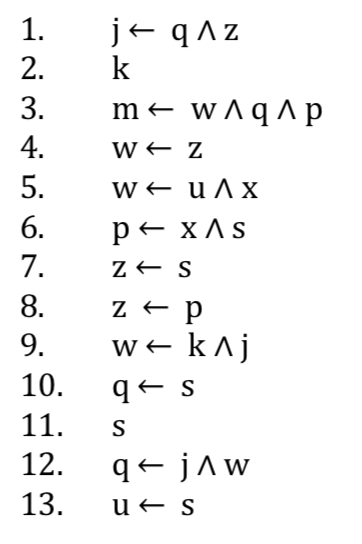 1. j ← q ∧ z
2. k
3. m ← w ∧ q ∧ p
4. w ← z
5. w ← u ∧ x
6. p ← x ∧ s
7. z ← s
8. z ← p
9. w ← k ∧ j
10. q ← s
11. s
12. q ← j ∧ w
13. u ← s